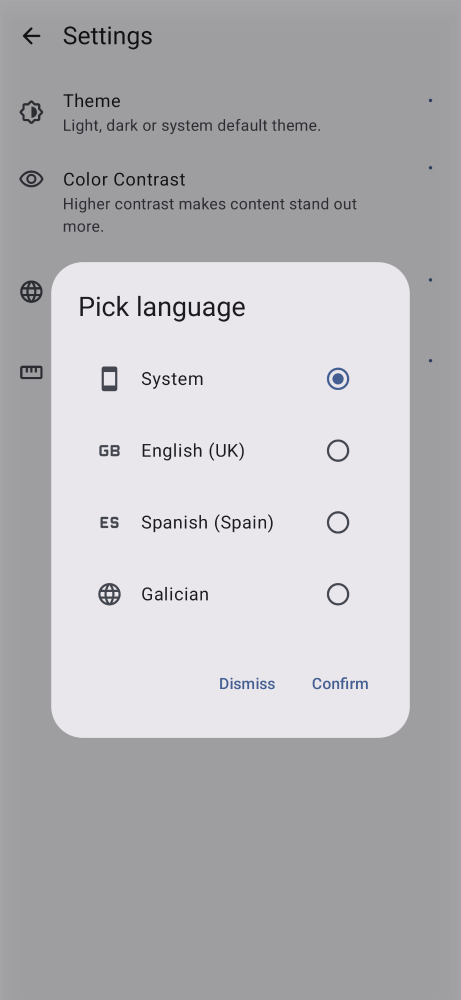 Settings
Theme
Light, dark or system default theme.
Color Contrast
Higher contrast makes content stand out
more.
Pick language
System
GB English (UK)
ES Spanish (Spain)
Galician
Dismiss Confirm